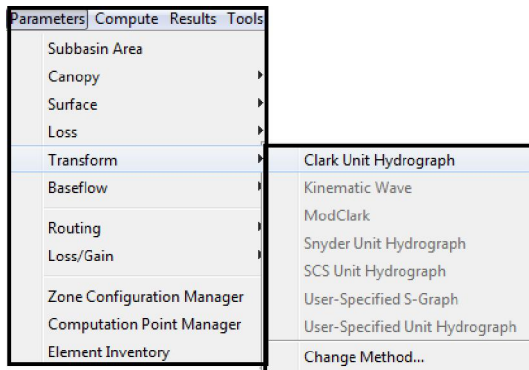 Parameters Compute Results Tools
Subbasin Area
Canopy
Surface
Loss
Transform
Baseflow
Routing
Loss/Gain
Zone Configuration Manager
Computation Point Manager
Element Inventory
Clark Unit Hydrograph
Kinematic Wave
ModClark
Snyder Unit Hydrograph
SCS Unit Hydrograph
User-Specified S-Graph
User-Specified Unit Hydrograph
Change Method...